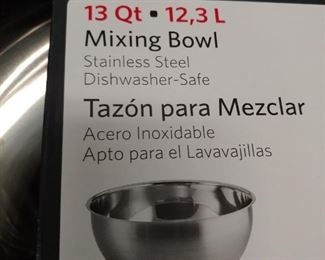 13 Qt • 12,3 L
Mixing Bowl
Stainless Steel
Dishwasher-Safe
Tazón para Mezclar
Acero Inoxidable
Apto para el Lavavajillas